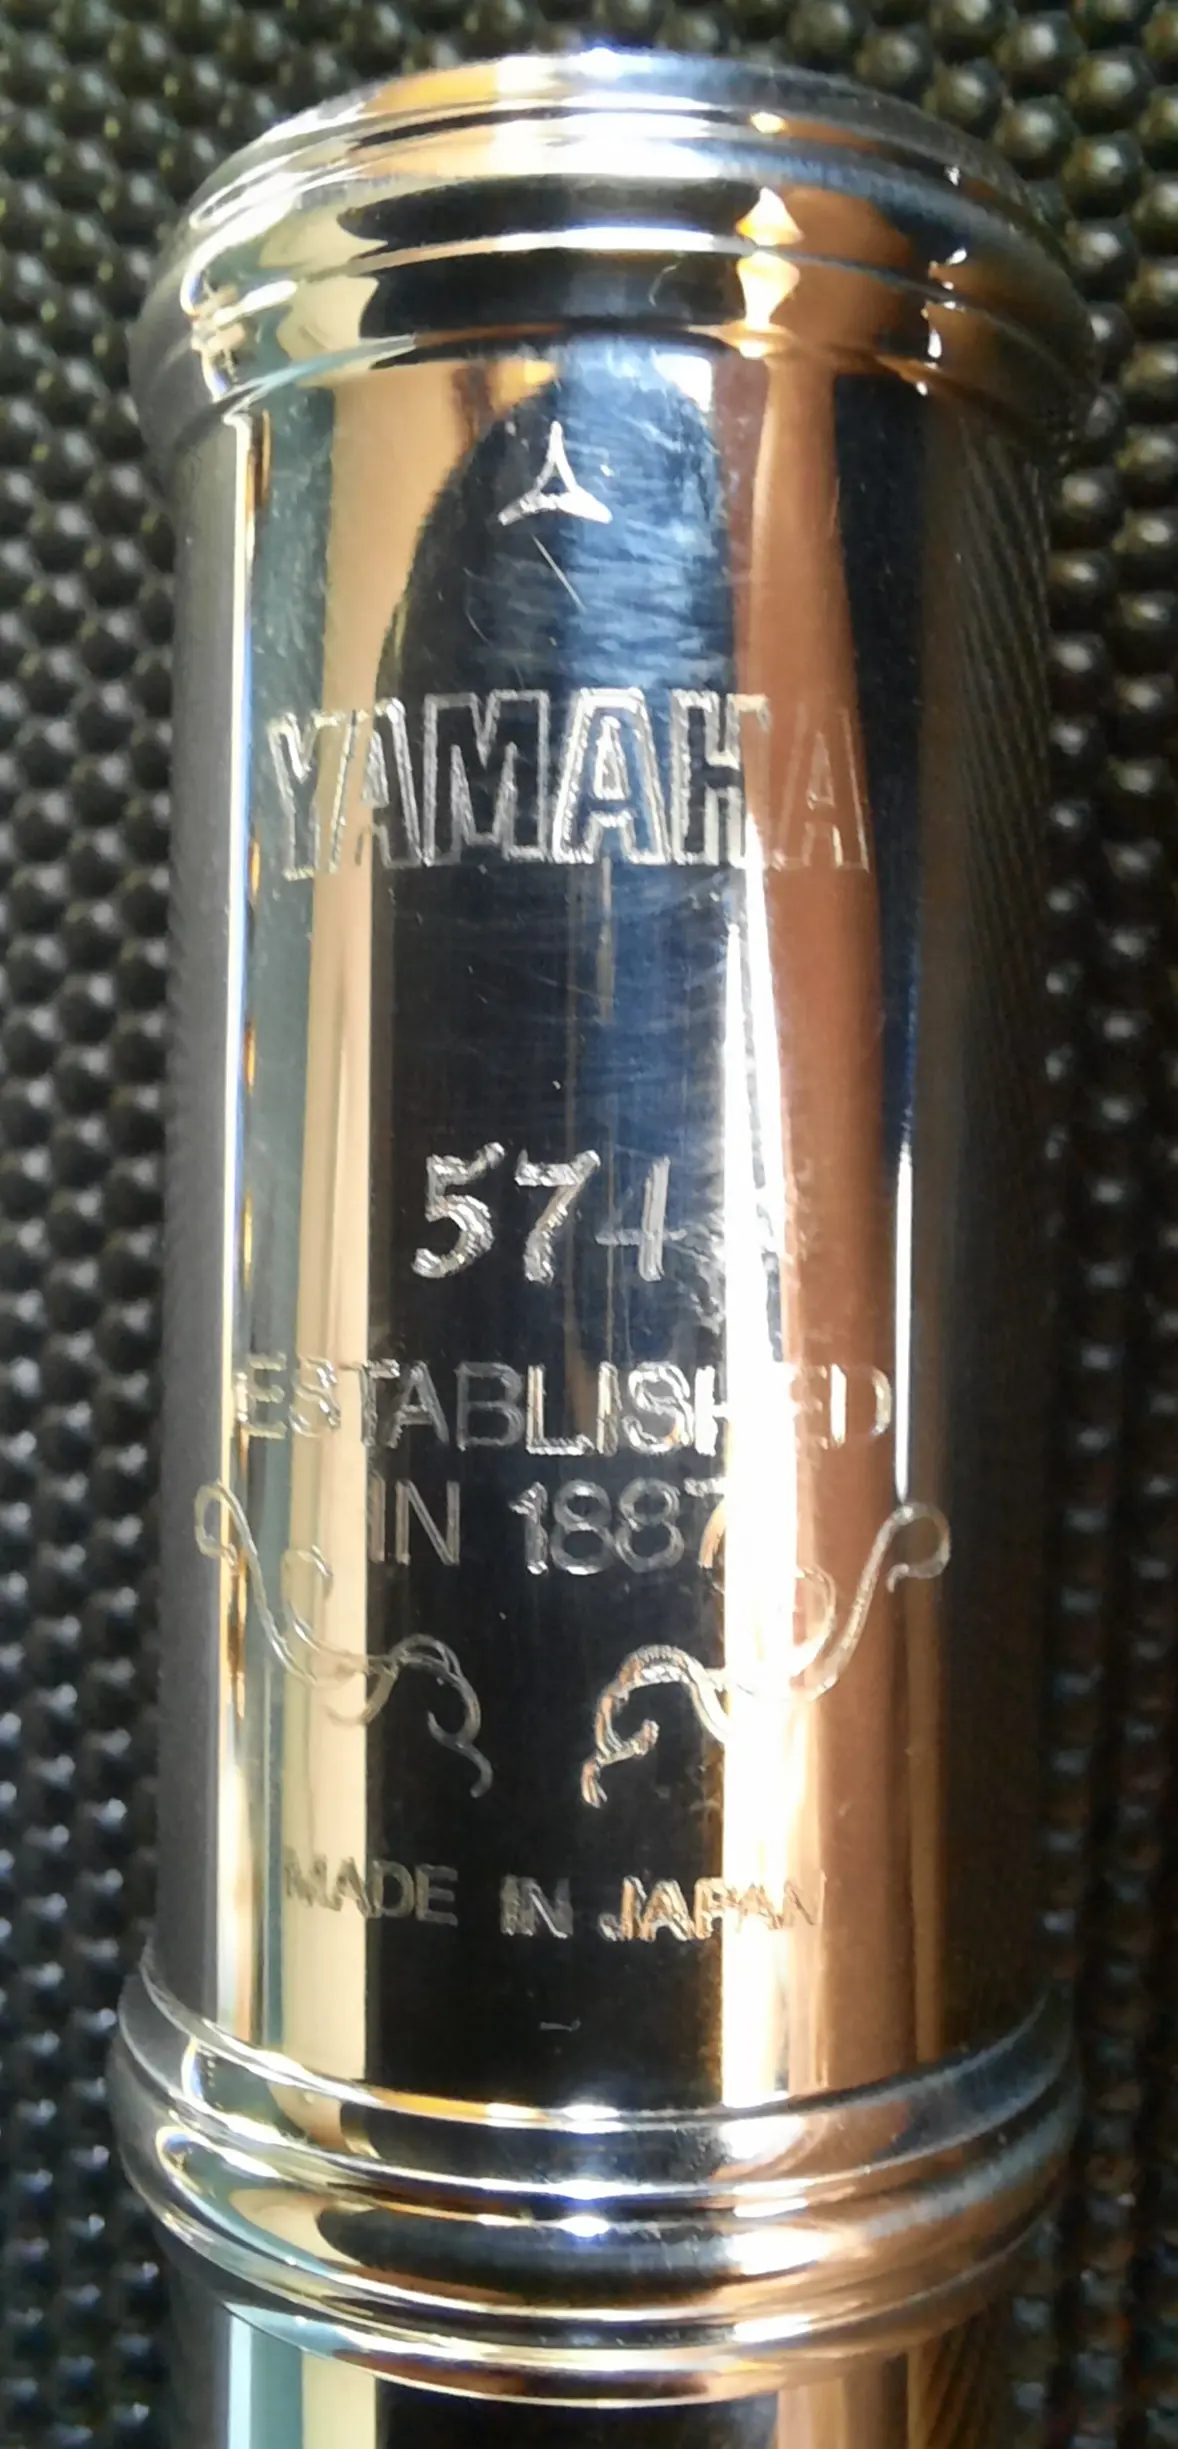 YAMAHA
574
ESTABLISHED
IN 1887
MADE IN JAPAN